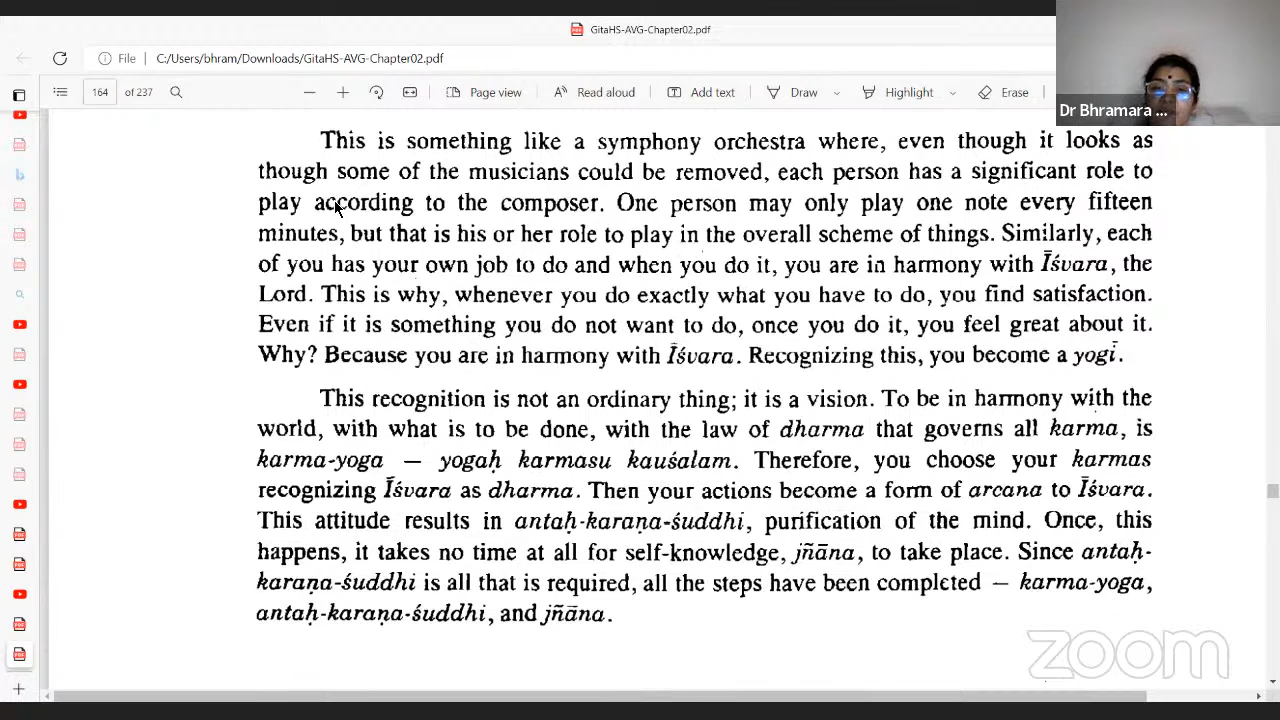 GitaHS-AVG-Chapter02.pdf
File C:/Users/bhram/Downloads/GitaHS-AVG-Chapter02.pdf
164 of 237 Page view Read aloud Add text Draw Highlight Erase
Dr Bhramara ...
This is something like a symphony orchestra where, even though it looks as
though some of the musicians could be removed, each person has a significant role to
play according to the composer. One person may only play one note every fifteen
minutes, but that is his or her role to play in the overall scheme of things. Similarly, each
of you has your own job to do and when you do it, you are in harmony with Īśvara, the
Lord. This is why, whenever you do exactly what you have to do, you find satisfaction.
Even if it is something you do not want to do, once you do it, you feel great about it.
Why? Because you are in harmony with Īśvara. Recognizing this, you become a yogī.
This recognition is not an ordinary thing; it is a vision. To be in harmony with the
world, with what is to be done, with the law of dharma that governs all karma, is
karma-yoga — yogaḥ karmasu kauśalam. Therefore, you choose your karmas
recognizing Īśvara as dharma. Then your actions become a form of arcana to Īśvara.
This attitude results in antaḥ-karaṇa-śuddhi, purification of the mind. Once, this
happens, it takes no time at all for self-knowledge, jñāna, to take place. Since antaḥ-
karaṇa-śuddhi is all that is required, all the steps have been completed — karma-yoga,
antaḥ-karaṇa-śuddhi, and jñāna.
zoom